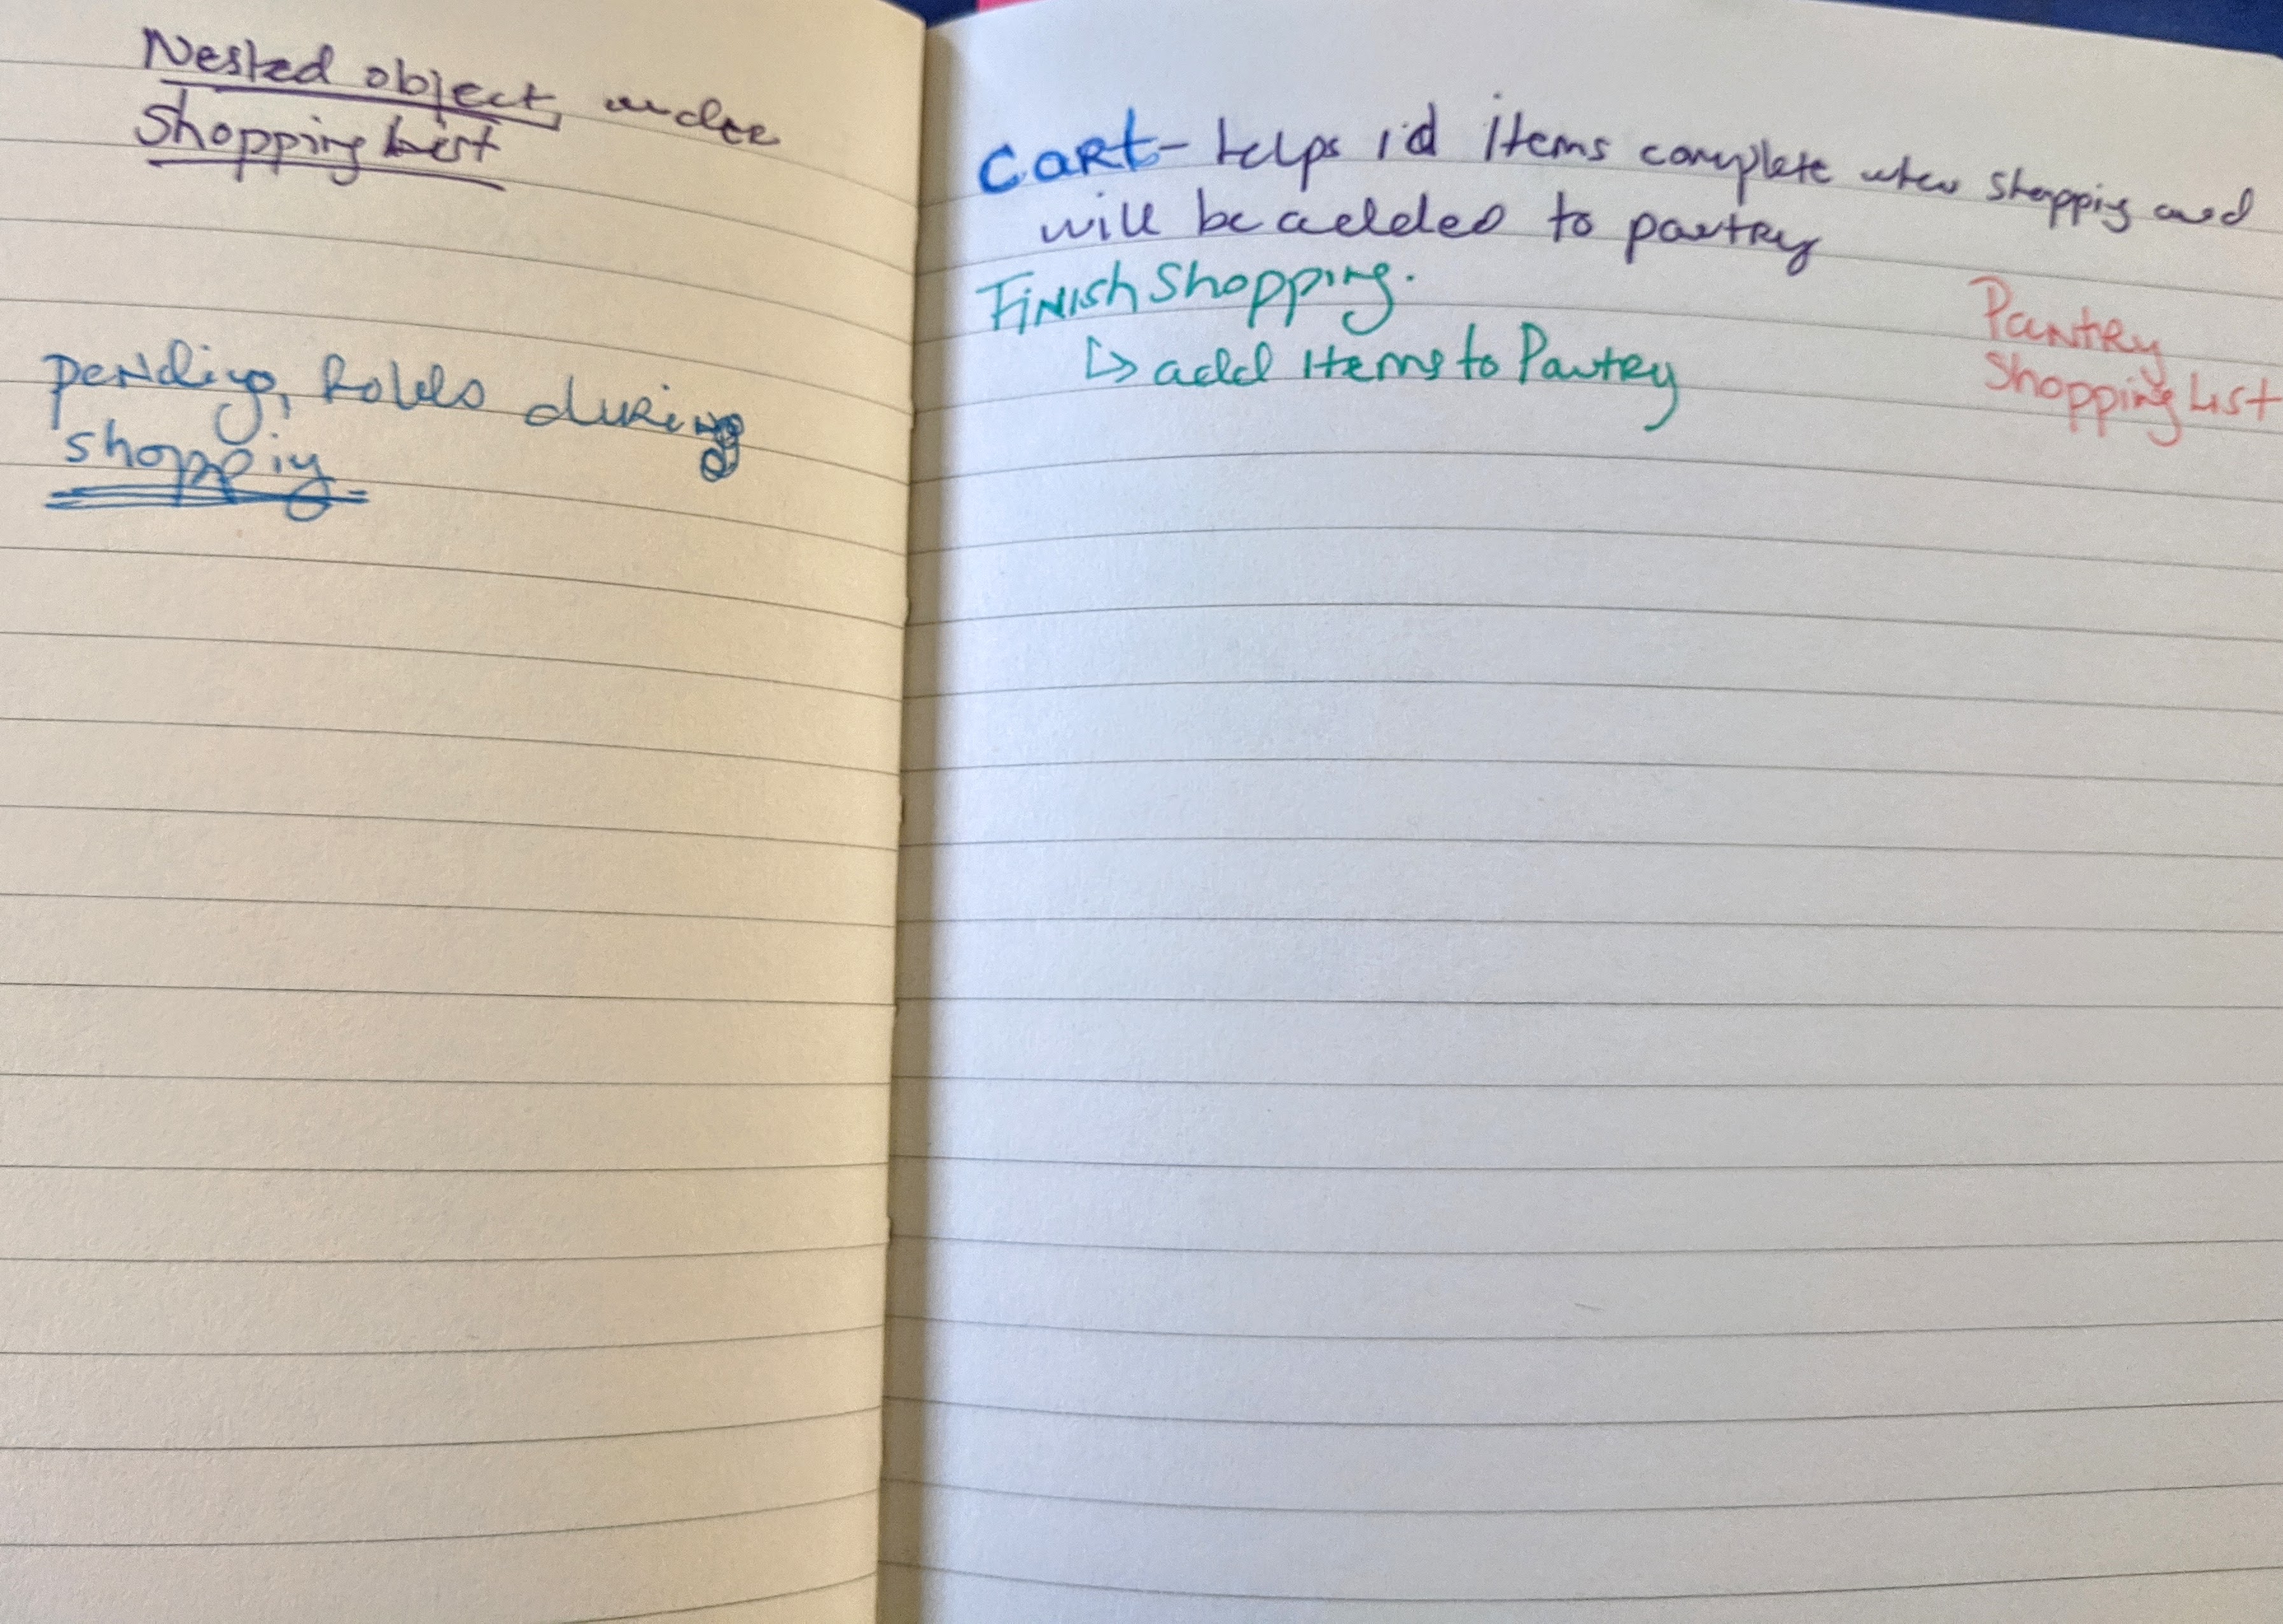 Nested object under
Shopping List
pending, holds during
shopping
Cart - helps id items complete when shopping and
will be added to pantry
Finish Shopping.
↳ add items to Pantry
Pantry
Shopping List